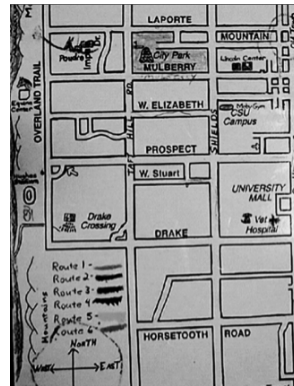 LAPORTE
MOUNTAIN
City Park
Lincoln Center
MULBERRY
OVERLAND TRAIL
W. ELIZABETH
CSU
Campus
SHIELDS
PROSPECT
TAFT HILL RD.
W. Stuart
UNIVERSITY
MALL
Drake
Crossing
Vet
Hospital
DRAKE
Route 1 -
Route 2 -
Route 3 -
Route 4
Route 5 -
Route 6 -
Mountains
NORTH
WEST
EAST
HORSETOOTH ROAD